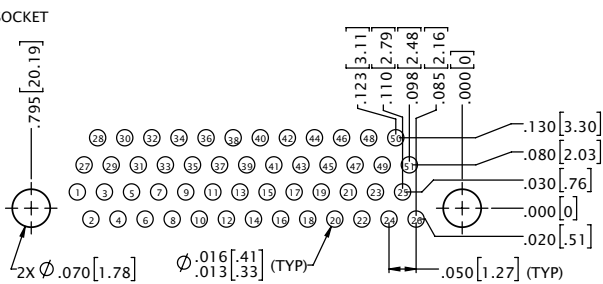 OCKET
.795[20.19]
.123[3.11]
.110[2.79]
.098[2.48]
.085[2.16]
.000[0]
28 30 32 34 36 38 40 42 44 46 48 50
27 29 31 33 35 37 39 41 43 45 47 49 51
1 3 5 7 9 11 13 15 17 19 21 23 25
2 4 6 8 10 12 14 16 18 20 22 24 26
.130[3.30]
.080[2.03]
.030[.76]
.000[0]
.020[.51]
2X Ø.070[1.78]
Ø.016[.41]
.013[.33] (TYP)
.050[1.27] (TYP)